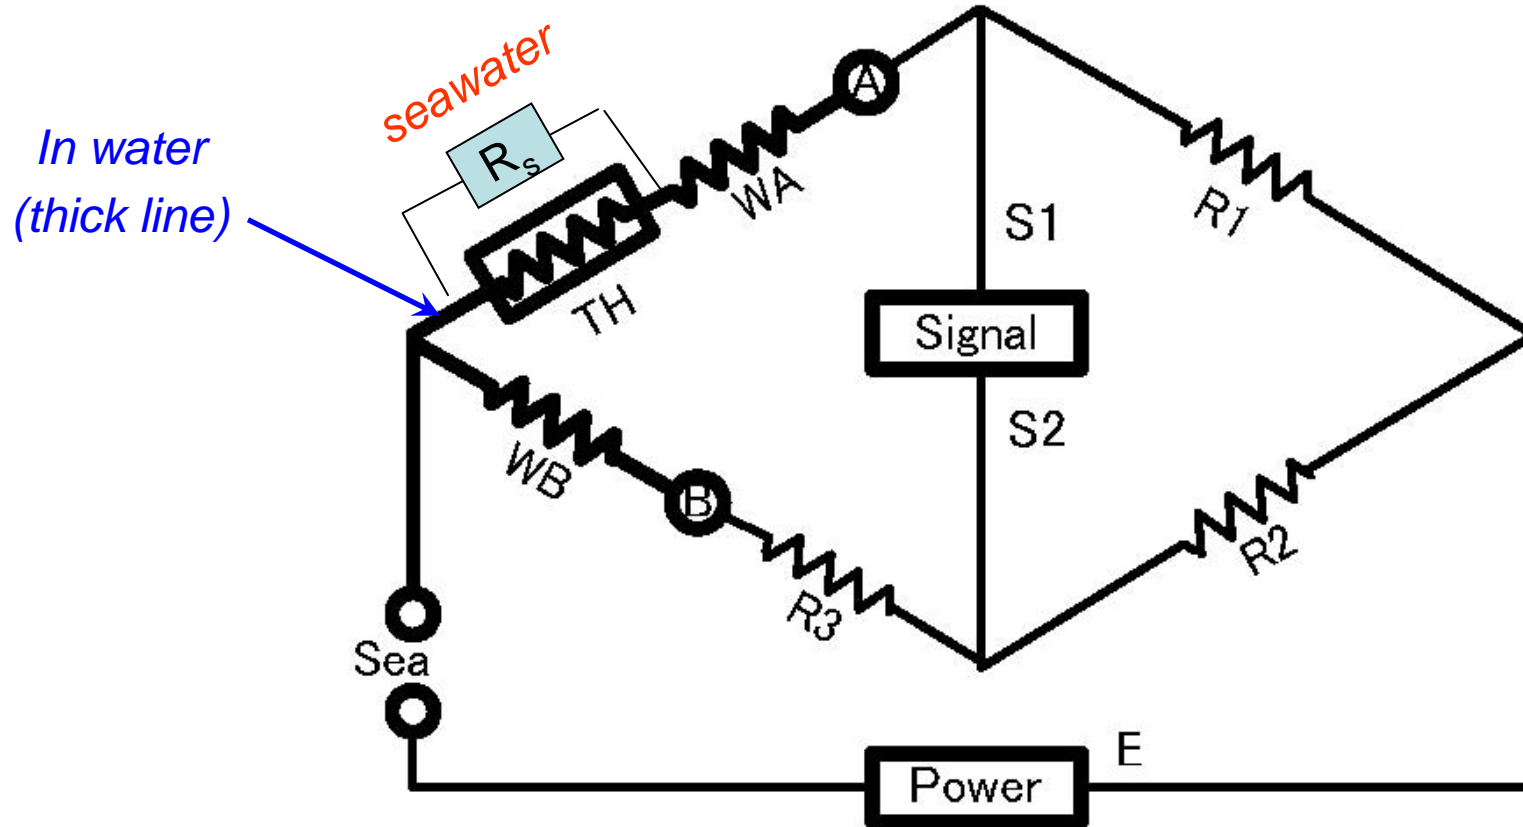 seawater
In water
(thick line)
Rs
A
WA
TH
R1
S1
Signal
S2
WB
B
R3
R2
Sea
E
Power